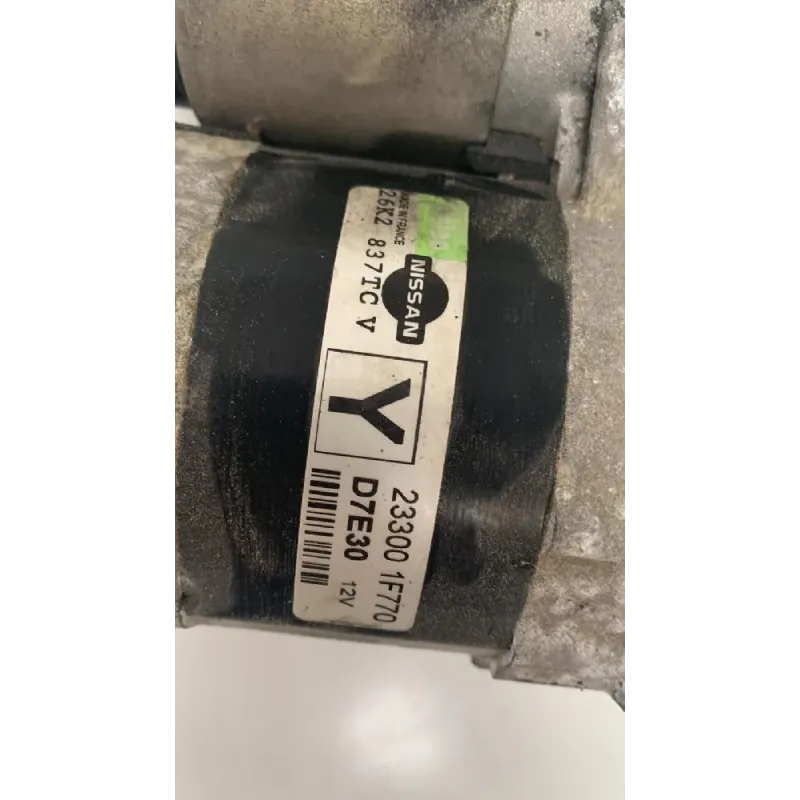 MADE IN FRANCE
26K2 837TC V
NISSAN
Y
23300 1F770
D7E30 12V